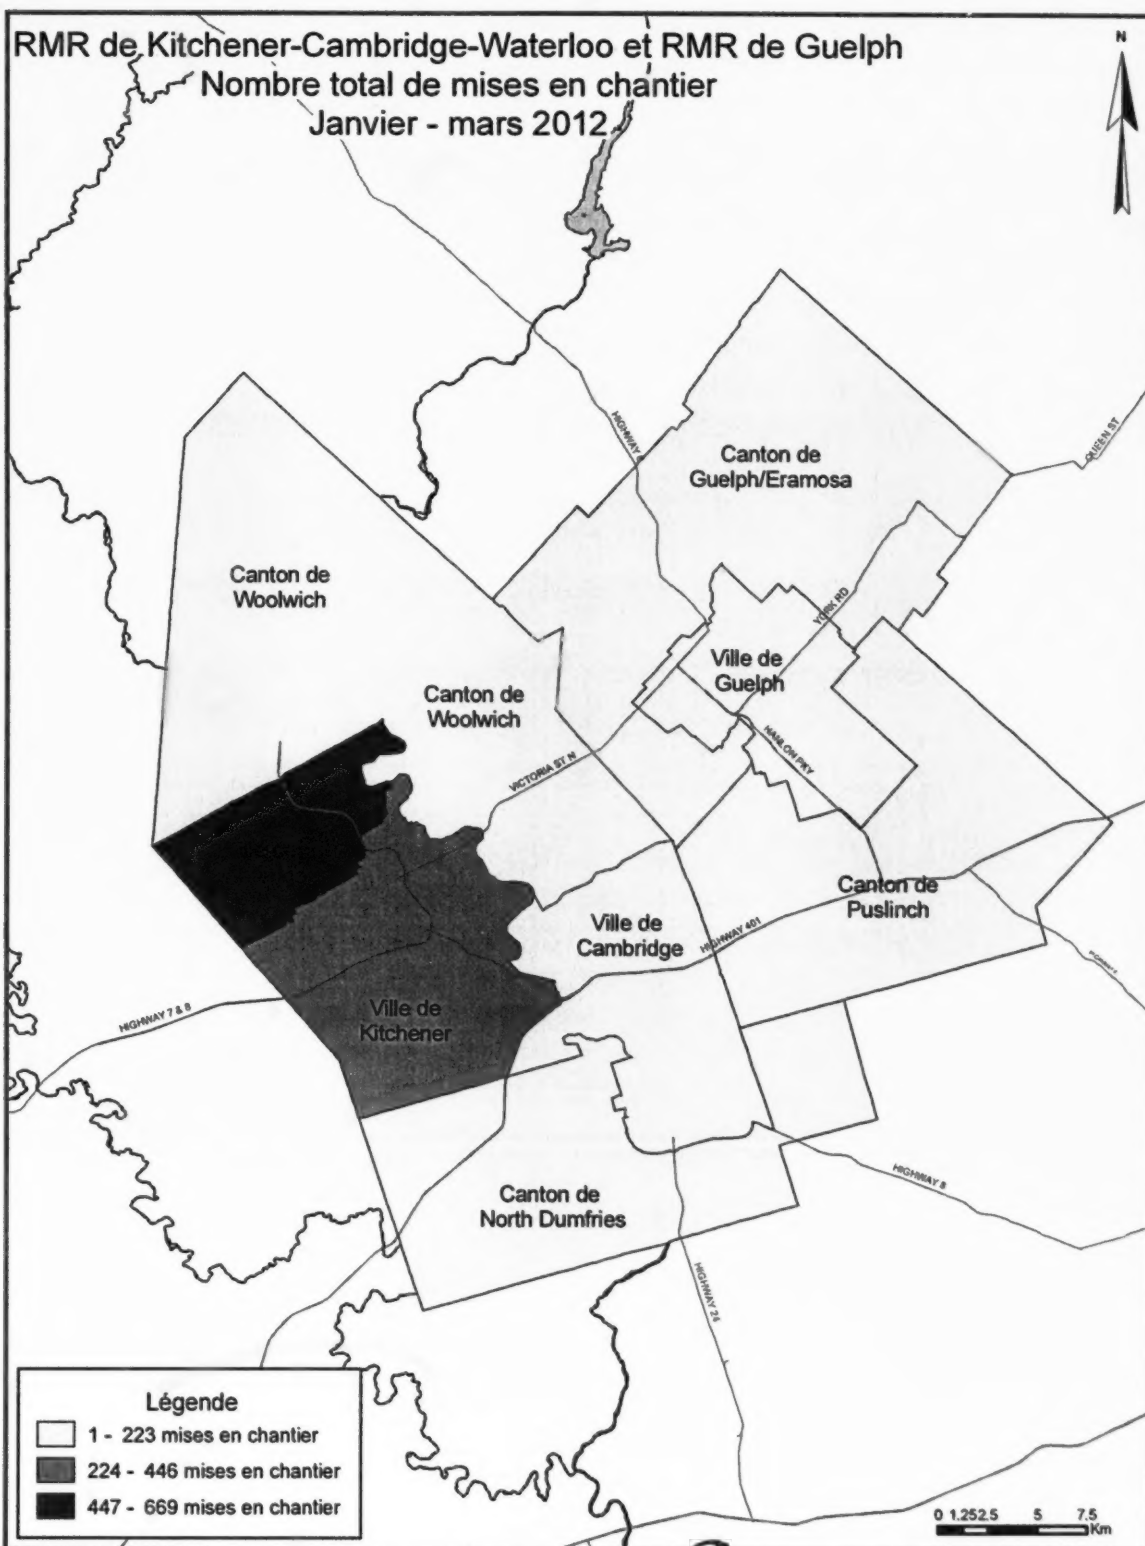 RMR de Kitchener-Cambridge-Waterloo et RMR de Guelph
Nombre total de mises en chantier
Janvier - mars 2012
N
HIGHWAY 6
QUEEN ST
Canton de
Guelph/Eramosa
Canton de
Woolwich
YORK RD
Ville de
Guelph
Canton de
Woolwich
HANLON PKY
VICTORIA ST N
Canton de
Puslinch
Ville de
Cambridge
HIGHWAY 401
Ville de
Kitchener
HIGHWAY 7 & 8
HIGHWAY 8
Canton de
North Dumfries
HIGHWAY 24
Légende
1 - 223 mises en chantier
224 - 446 mises en chantier
447 - 669 mises en chantier
0 1.252.5 5 7.5
Km